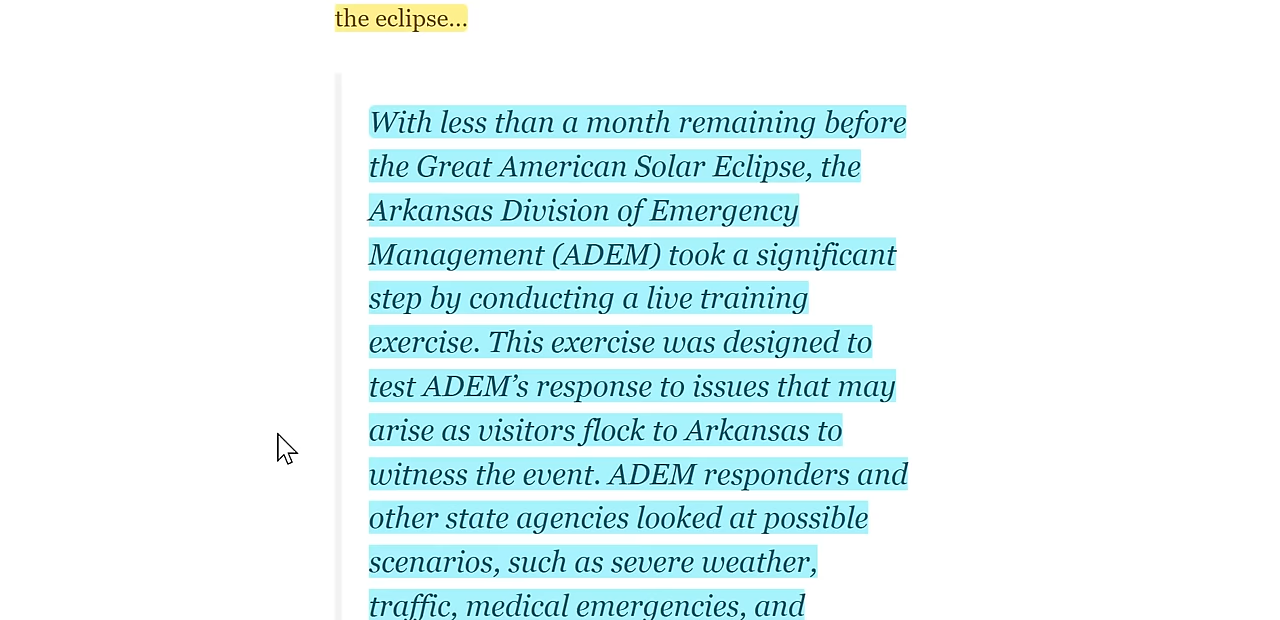 the eclipse...
With less than a month remaining before
the Great American Solar Eclipse, the
Arkansas Division of Emergency
Management (ADEM) took a significant
step by conducting a live training
exercise. This exercise was designed to
test ADEM’s response to issues that may
arise as visitors flock to Arkansas to
witness the event. ADEM responders and
other state agencies looked at possible
scenarios, such as severe weather,
traffic, medical emergencies, and